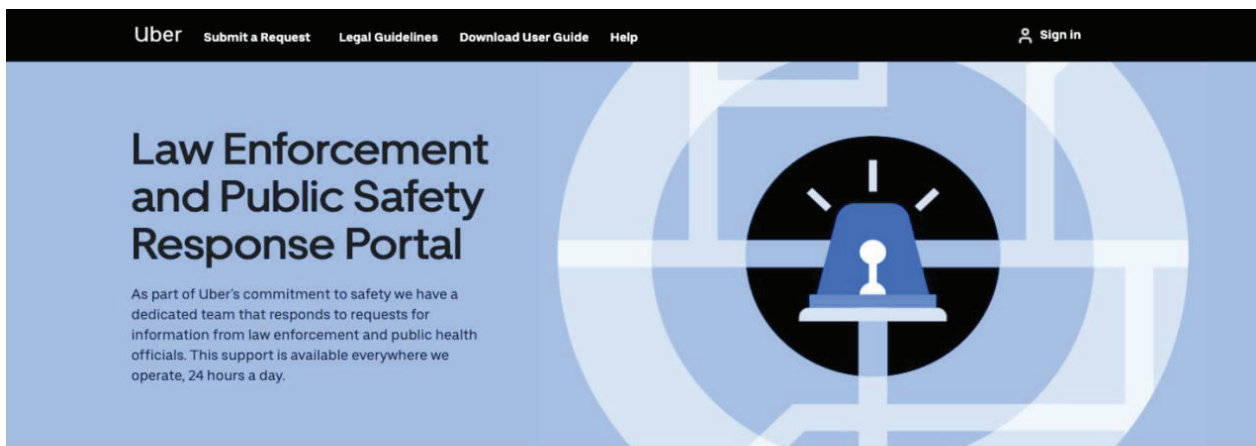 Uber Submit a Request Legal Guidelines Download User Guide Help Sign in
Law Enforcement
and Public Safety
Response Portal
As part of Uber's commitment to safety we have a
dedicated team that responds to requests for
information from law enforcement and public health
officials. This support is available everywhere we
operate, 24 hours a day.